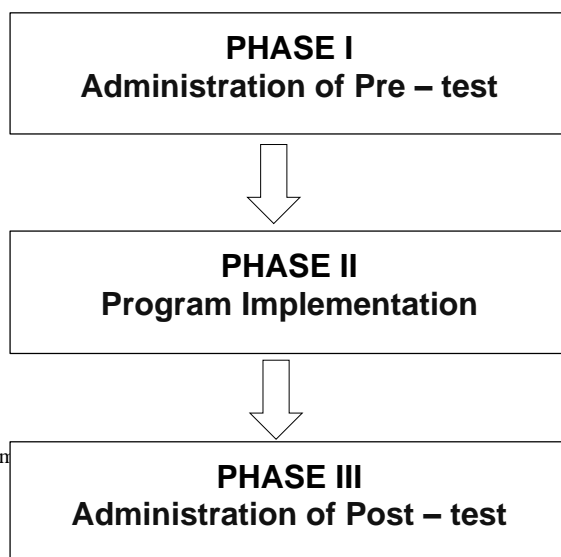 PHASE I
Administration of Pre – test
PHASE II
Program Implementation
PHASE III
Administration of Post – test